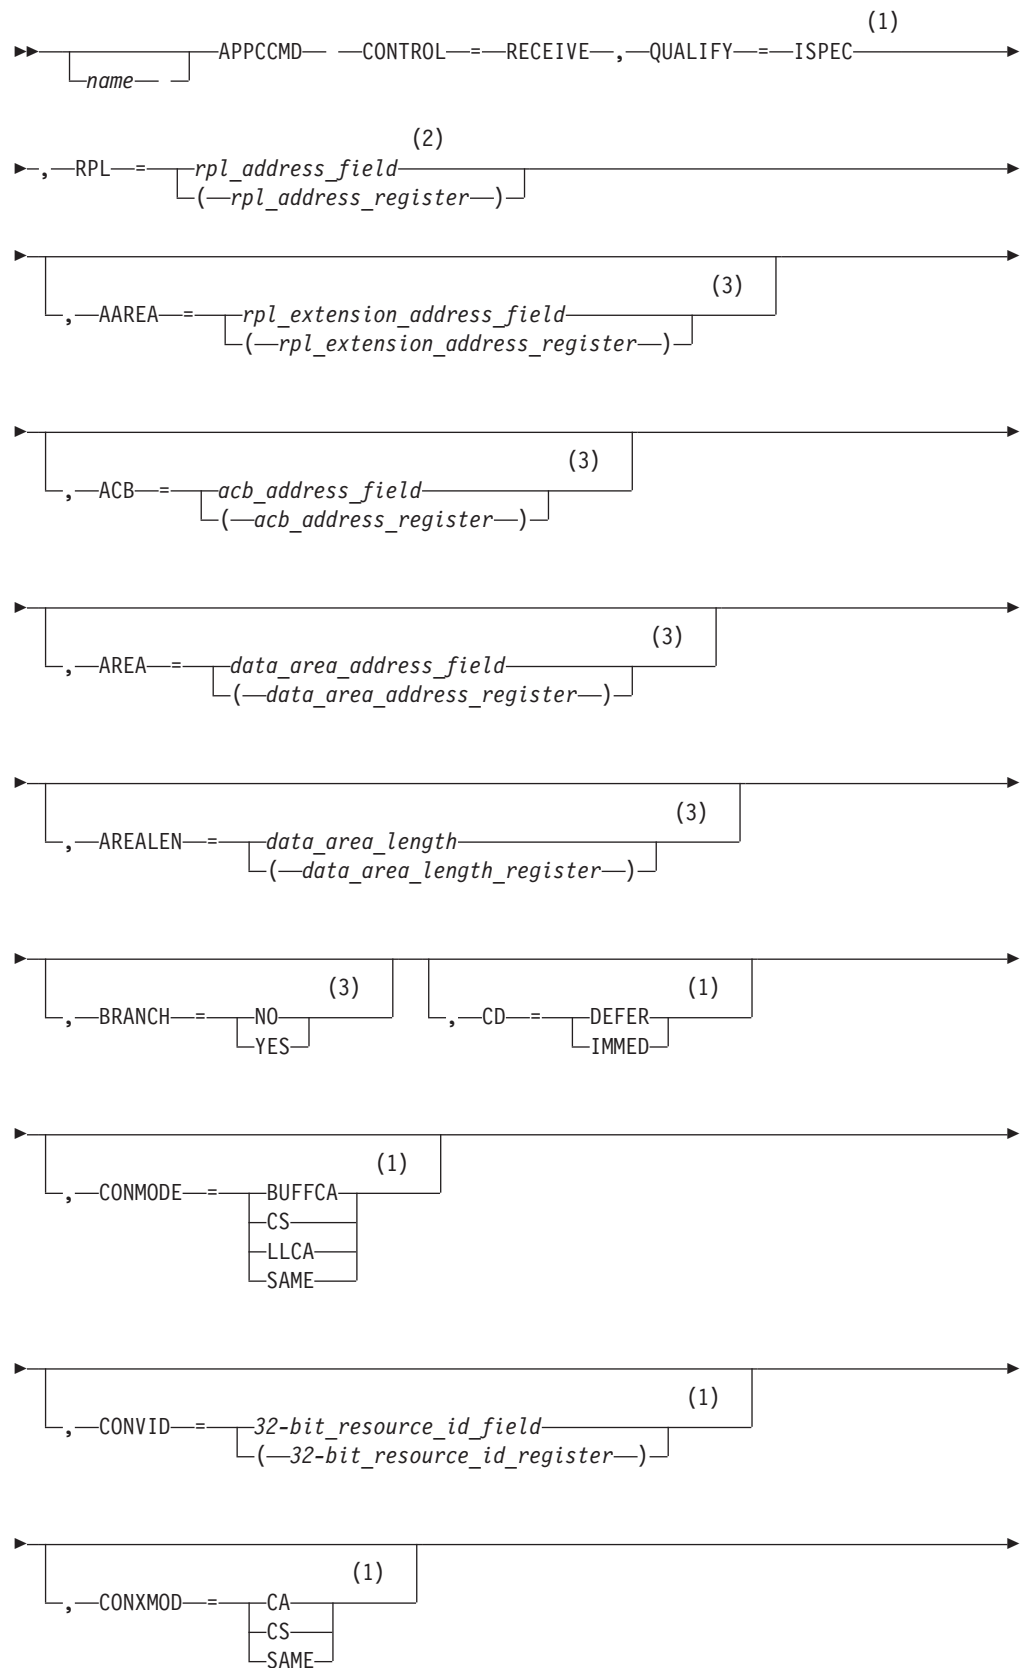 (1)
APPCCMD CONTROL=RECEIVE,QUALIFY=ISPEC
name
(2)
,RPL=rpl_address_field
(rpl_address_register)
(3)
,AAREA=rpl_extension_address_field
(rpl_extension_address_register)
(3)
,ACB=acb_address_field
(acb_address_register)
(3)
,AREA=data_area_address_field
(data_area_address_register)
(3)
,AREALEN=data_area_length
(data_area_length_register)
(3) (1)
,BRANCH=NO ,CD=DEFER
YES IMMED
(1)
,CONMODE=BUFFCA
CS
LLCA
SAME
(1)
,CONVID=32-bit_resource_id_field
(32-bit_resource_id_register)
(1)
,CONXMOD=CA
CS
SAME